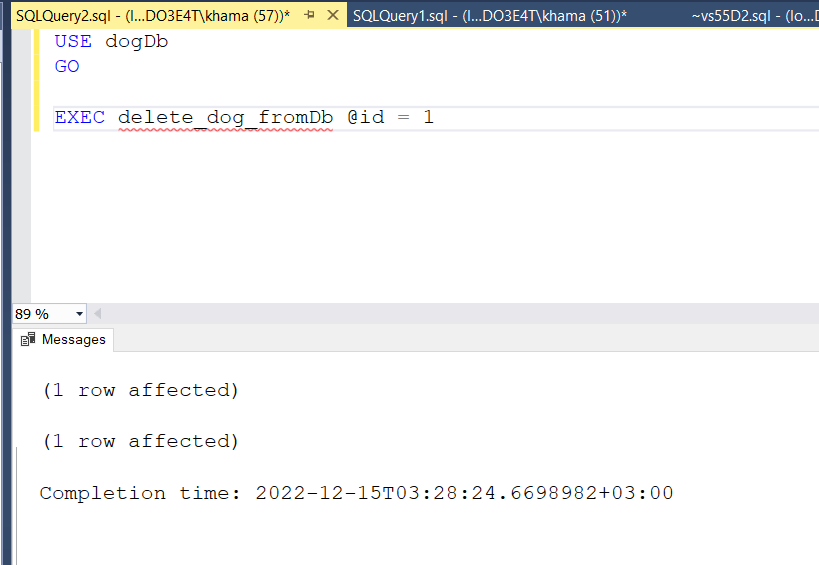 SQLQuery2.sql - (l...DO3E4T\khama (57))* SQLQuery1.sql - (l...DO3E4T\khama (51))* ~vs55D2.sql - (lo...D
USE dogDb
GO
EXEC delete_dog_fromDb @id = 1
89 %
Messages
(1 row affected)
(1 row affected)
Completion time: 2022-12-15T03:28:24.6698982+03:00